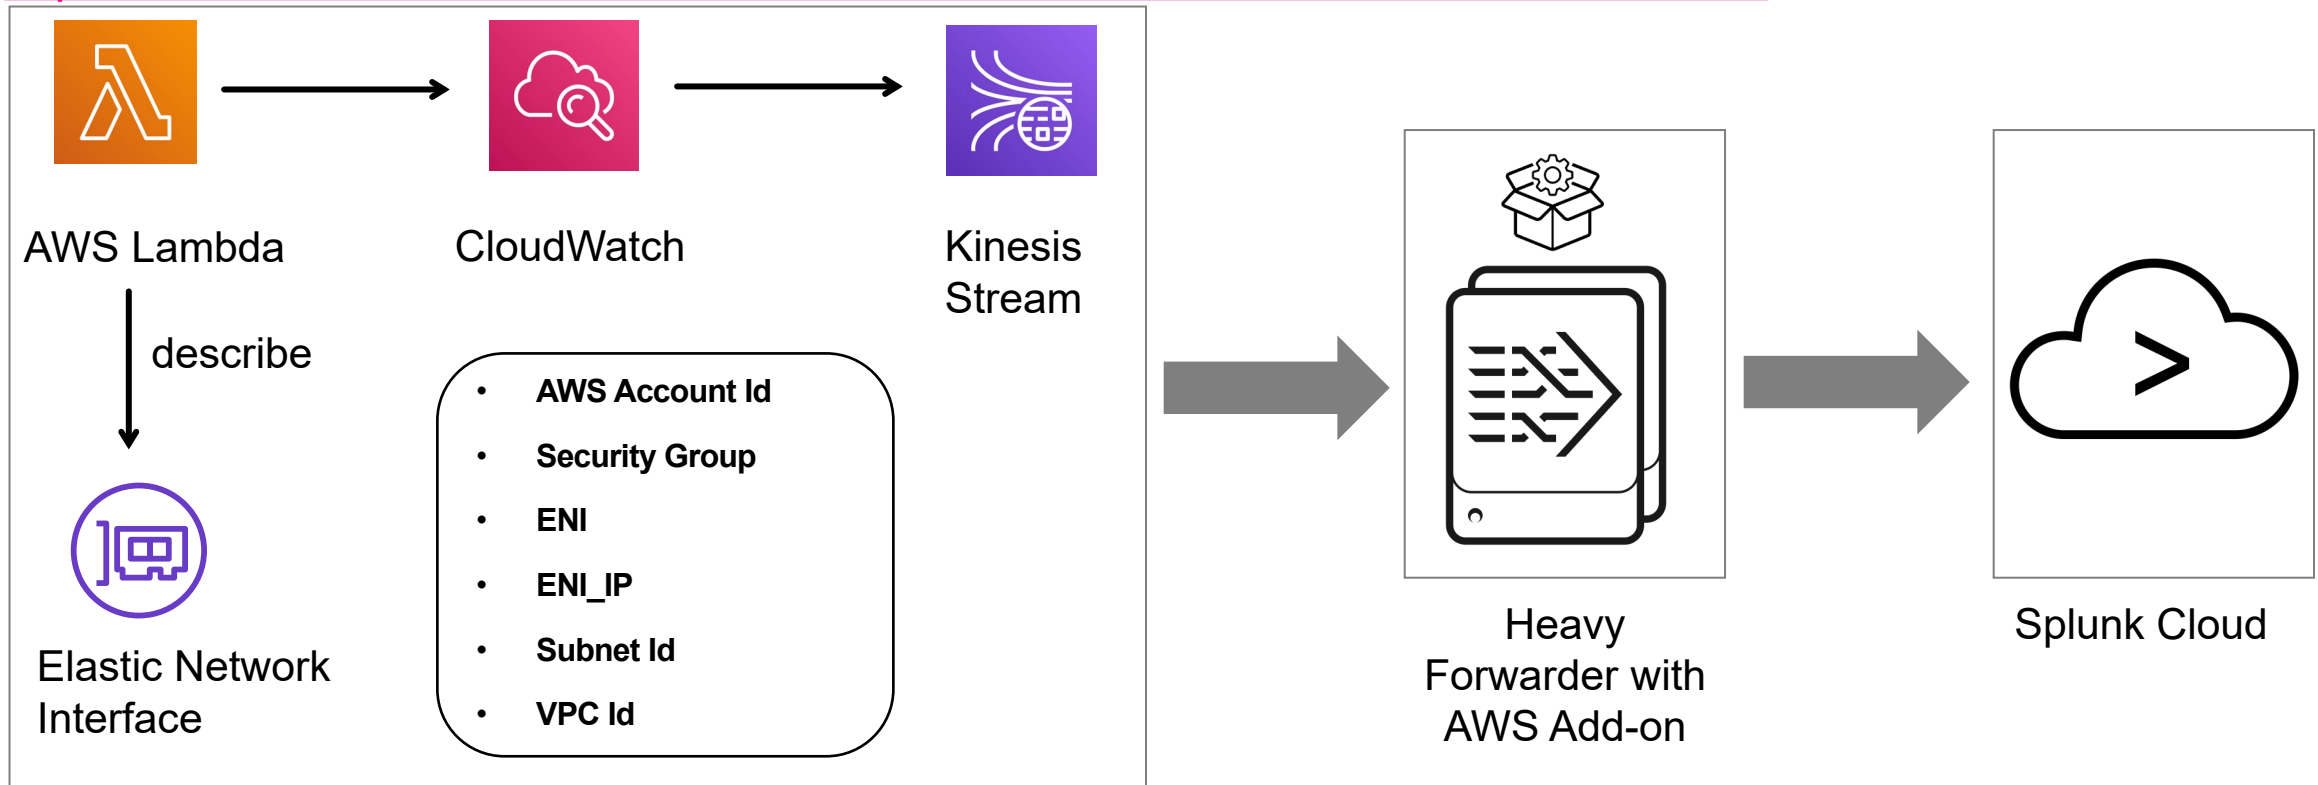 AWS Lambda
CloudWatch
Kinesis
Stream
describe
Elastic Network
Interface
• AWS Account Id
• Security Group
• ENI
• ENI_IP
• Subnet Id
• VPC Id
Heavy
Forwarder with
AWS Add-on
>
Splunk Cloud